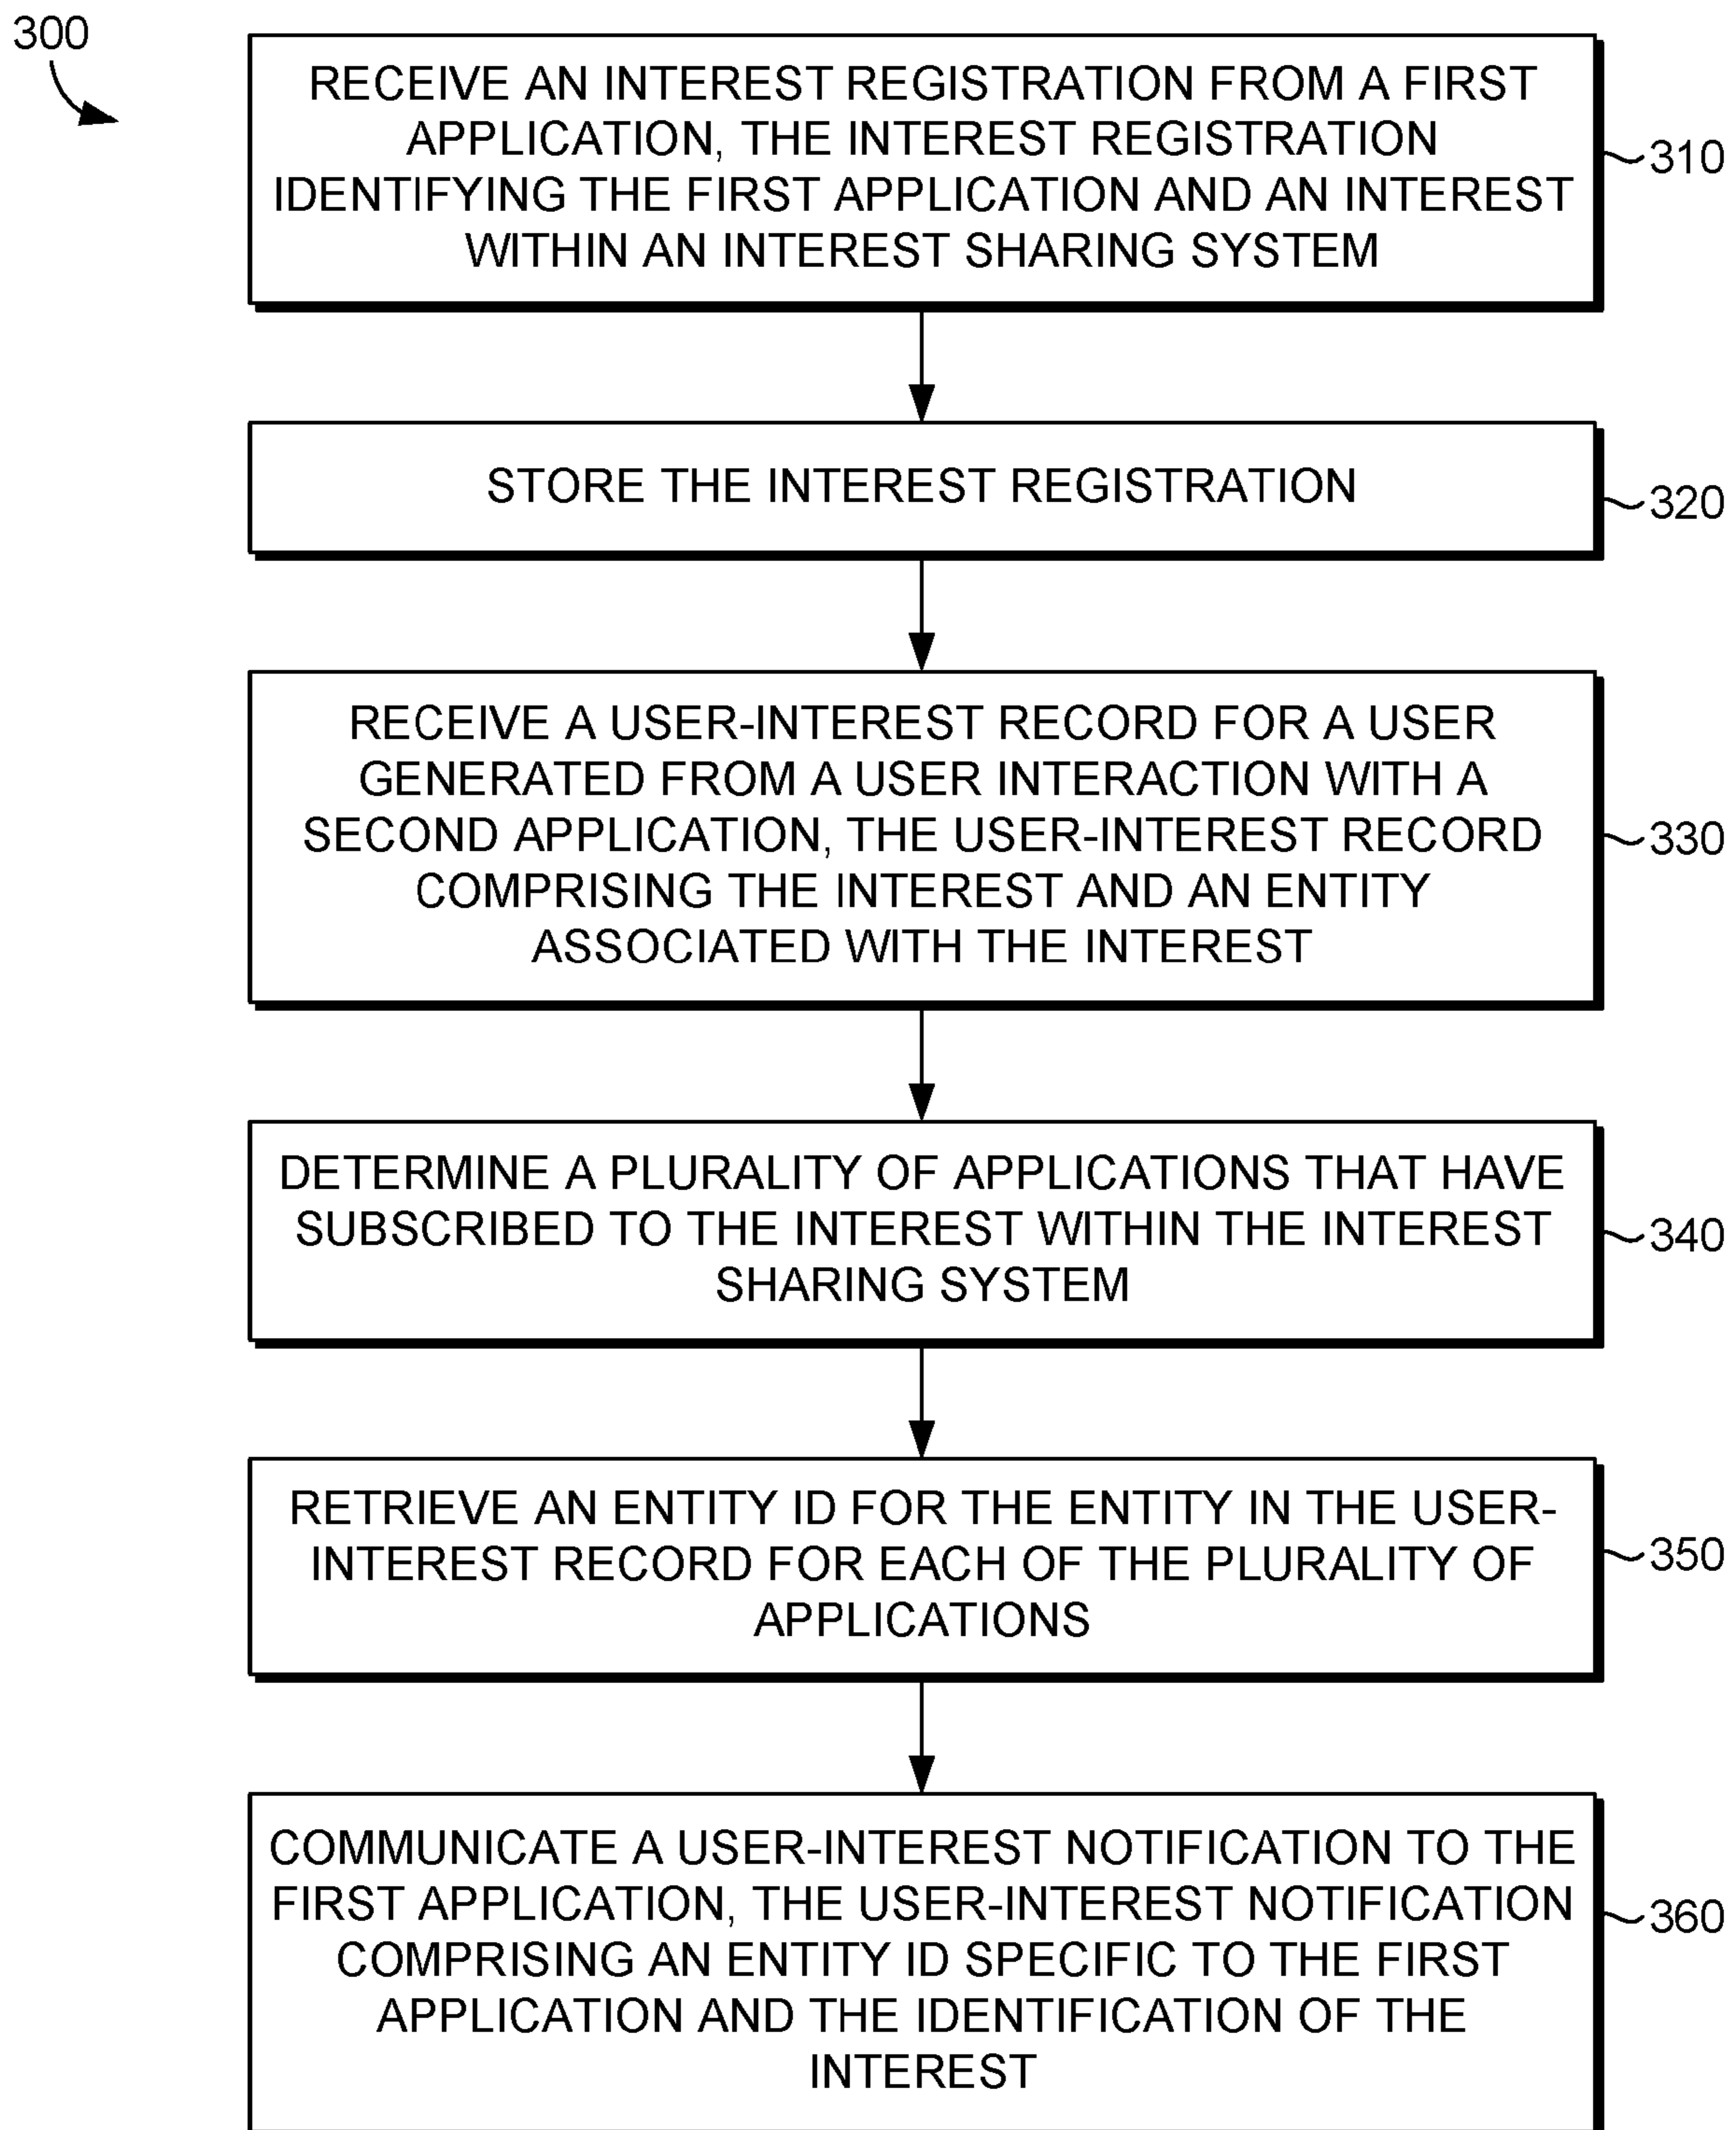 300
RECEIVE AN INTEREST REGISTRATION FROM A FIRST
APPLICATION, THE INTEREST REGISTRATION
IDENTIFYING THE FIRST APPLICATION AND AN INTEREST
WITHIN AN INTEREST SHARING SYSTEM
310
STORE THE INTEREST REGISTRATION
320
RECEIVE A USER-INTEREST RECORD FOR A USER
GENERATED FROM A USER INTERACTION WITH A
SECOND APPLICATION, THE USER-INTEREST RECORD
COMPRISING THE INTEREST AND AN ENTITY
ASSOCIATED WITH THE INTEREST
330
DETERMINE A PLURALITY OF APPLICATIONS THAT HAVE
SUBSCRIBED TO THE INTEREST WITHIN THE INTEREST
SHARING SYSTEM
340
RETRIEVE AN ENTITY ID FOR THE ENTITY IN THE USER-
INTEREST RECORD FOR EACH OF THE PLURALITY OF
APPLICATIONS
350
COMMUNICATE A USER-INTEREST NOTIFICATION TO THE
FIRST APPLICATION, THE USER-INTEREST NOTIFICATION
COMPRISING AN ENTITY ID SPECIFIC TO THE FIRST
APPLICATION AND THE IDENTIFICATION OF THE
INTEREST
360